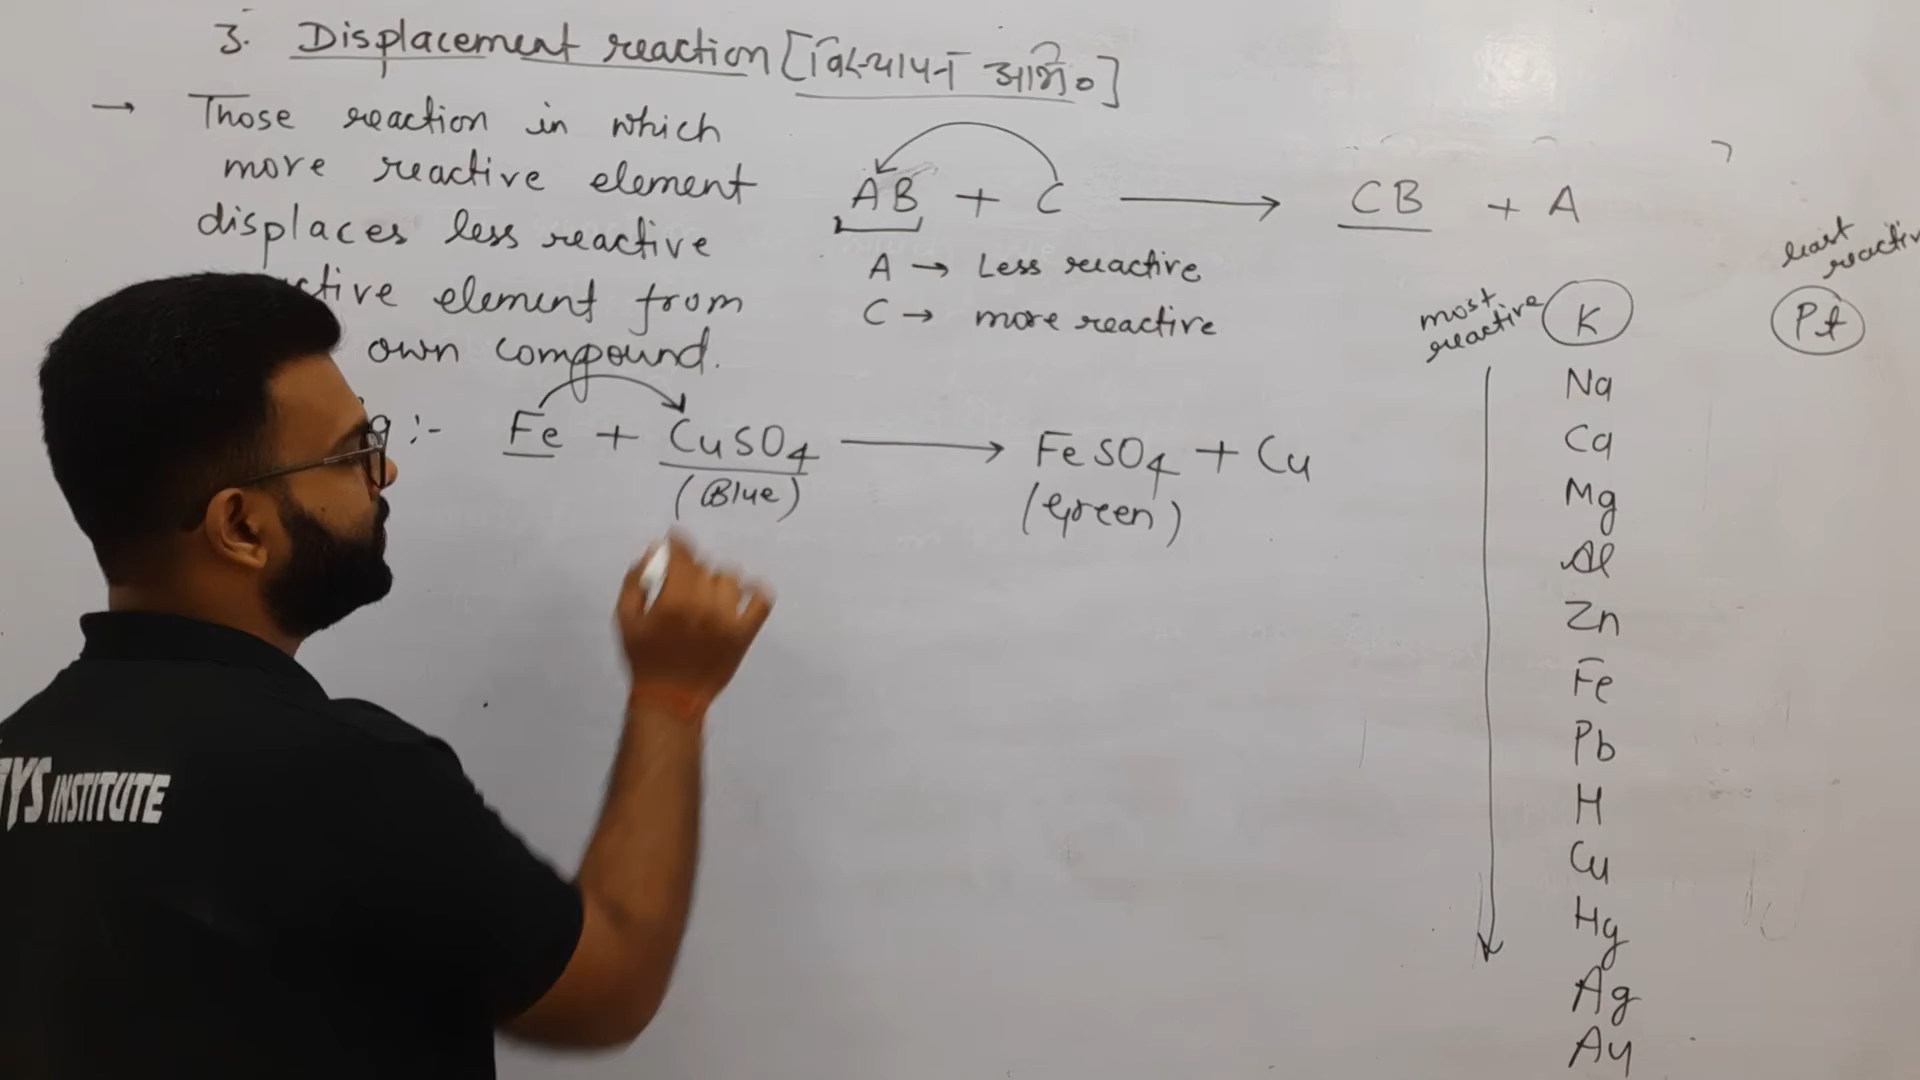 3. Displacement reaction [विस्थापन अभि०]
→ Those reaction in which
more reactive element
displaces less reactive
ctive element from
own compound.
AB + C → CB + A
A → Less reactive
C → more reactive
g :- Fe + CuSO4 → FeSO4 + Cu
(Blue) (Green)
most reactive
K
Na
Ca
Mg
Al
Zn
Fe
Pb
H
Cu
Hg
Ag
Au
least
reactiv
Pt
YS INSTITUTE